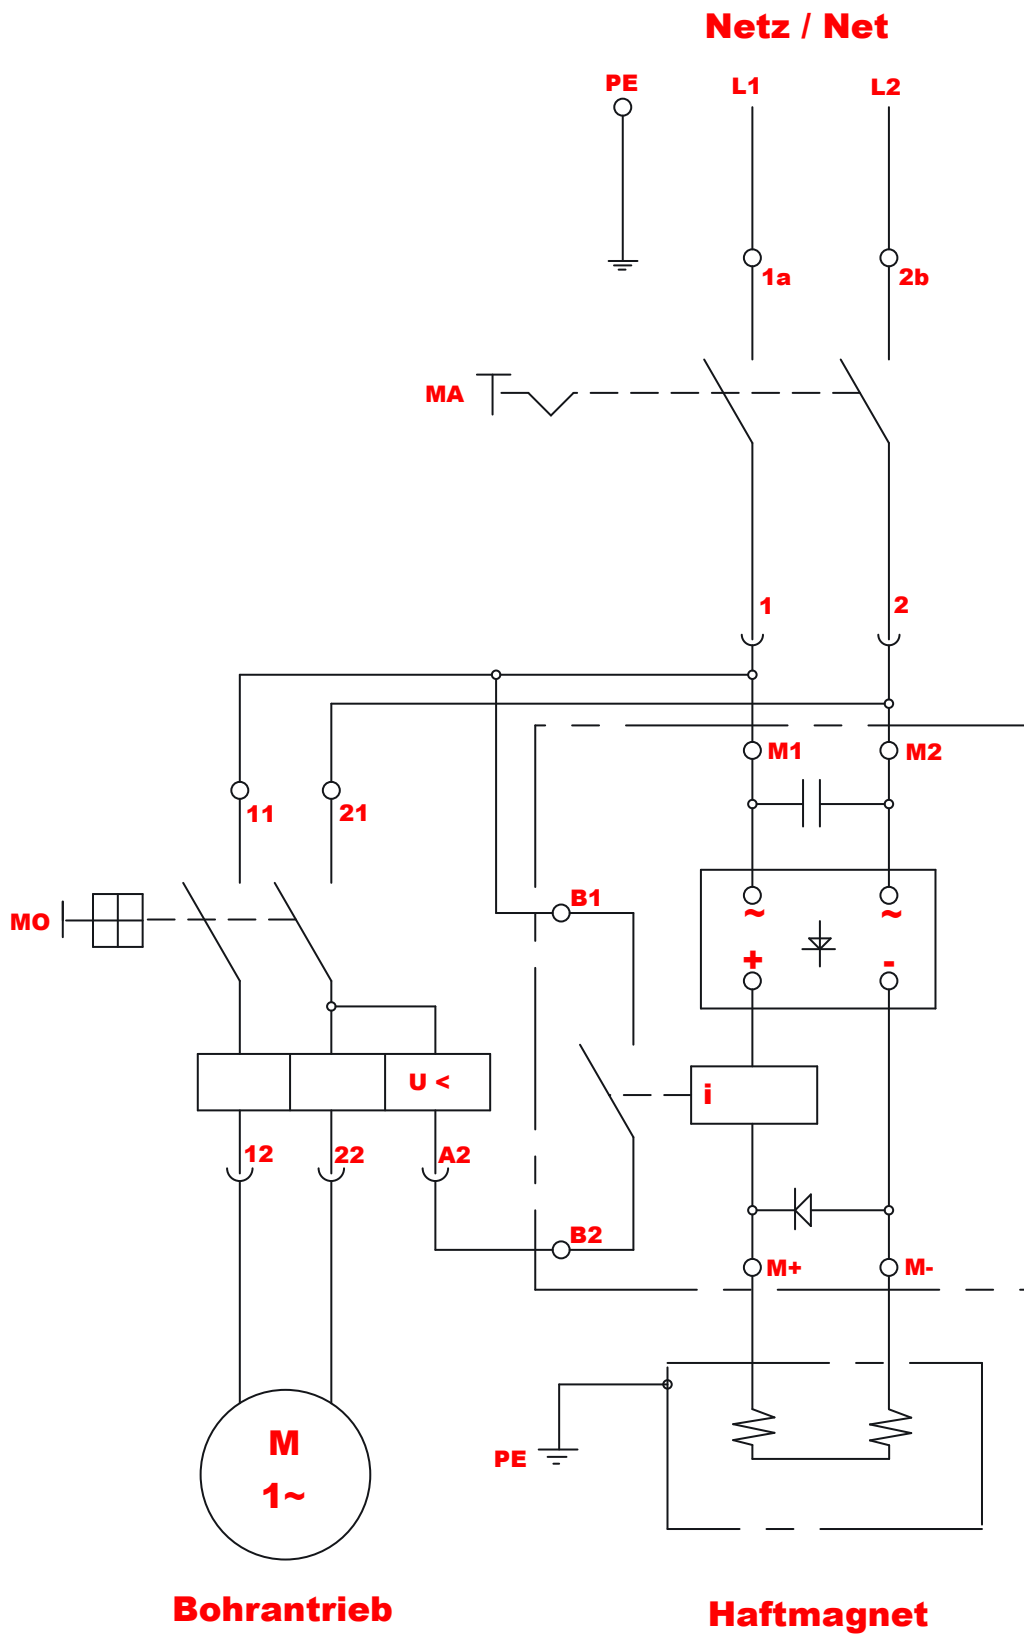 Netz / Net
PE
L1
L2
1a
2b
MA
1
2
M1
M2
11
21
B1
MO
~
~
+
-
U <
i
12
22
A2
B2
M+
M-
M
1~
PE
Bohrantrieb
Haftmagnet